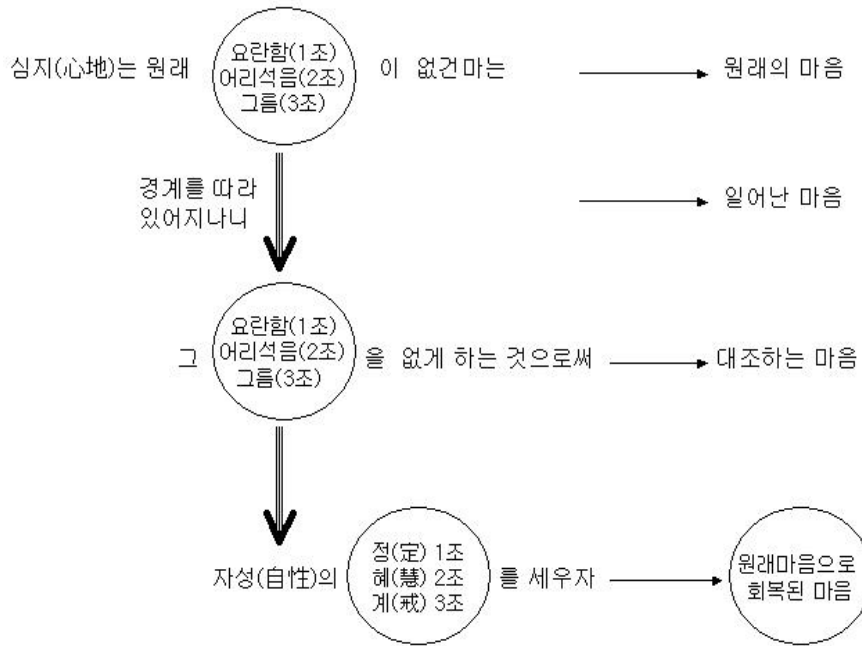 심지(心地)는 원래
요란함(1조)
어리석음(2조)
그름(3조)
이 없건마는
원래의 마음
경계를 따라
있어지나니
일어난 마음
그
요란함(1조)
어리석음(2조)
그름(3조)
을 없게 하는 것으로써
대조하는 마음
자성(自性)의
정(定) 1조
혜(慧) 2조
계(戒) 3조
를 세우자
원래마음으로
회복된 마음